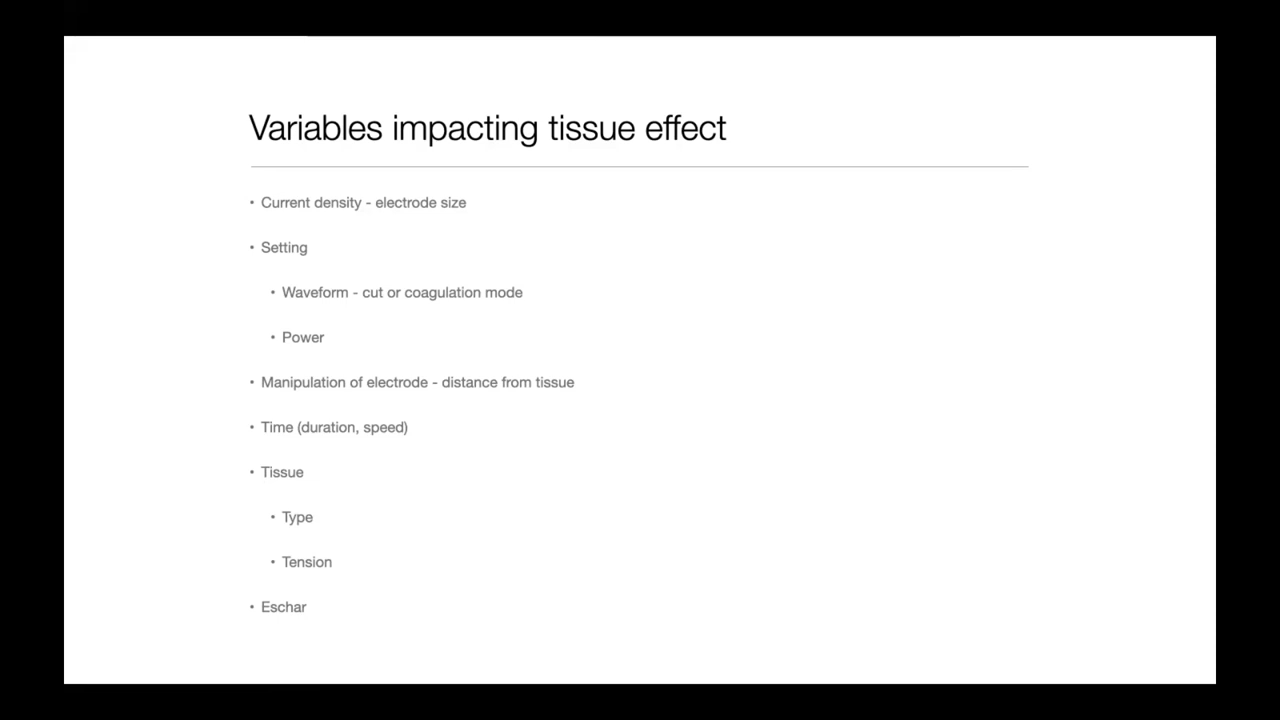 Variables impacting tissue effect
• Current density - electrode size
• Setting
• Waveform - cut or coagulation mode
• Power
• Manipulation of electrode - distance from tissue
• Time (duration, speed)
• Tissue
• Type
• Tension
• Eschar